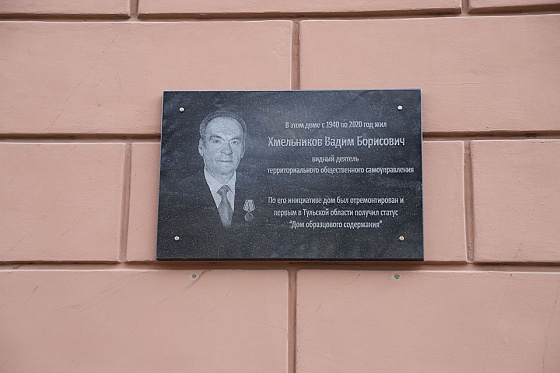 В этом доме с 1940 по 2020 год жил
Хмельников Вадим Борисович
видный деятель
территориального общественного самоуправления
По его инициативе дом был отремонтирован и
первым в Тульской области получил статус
"Дом образцового содержания"